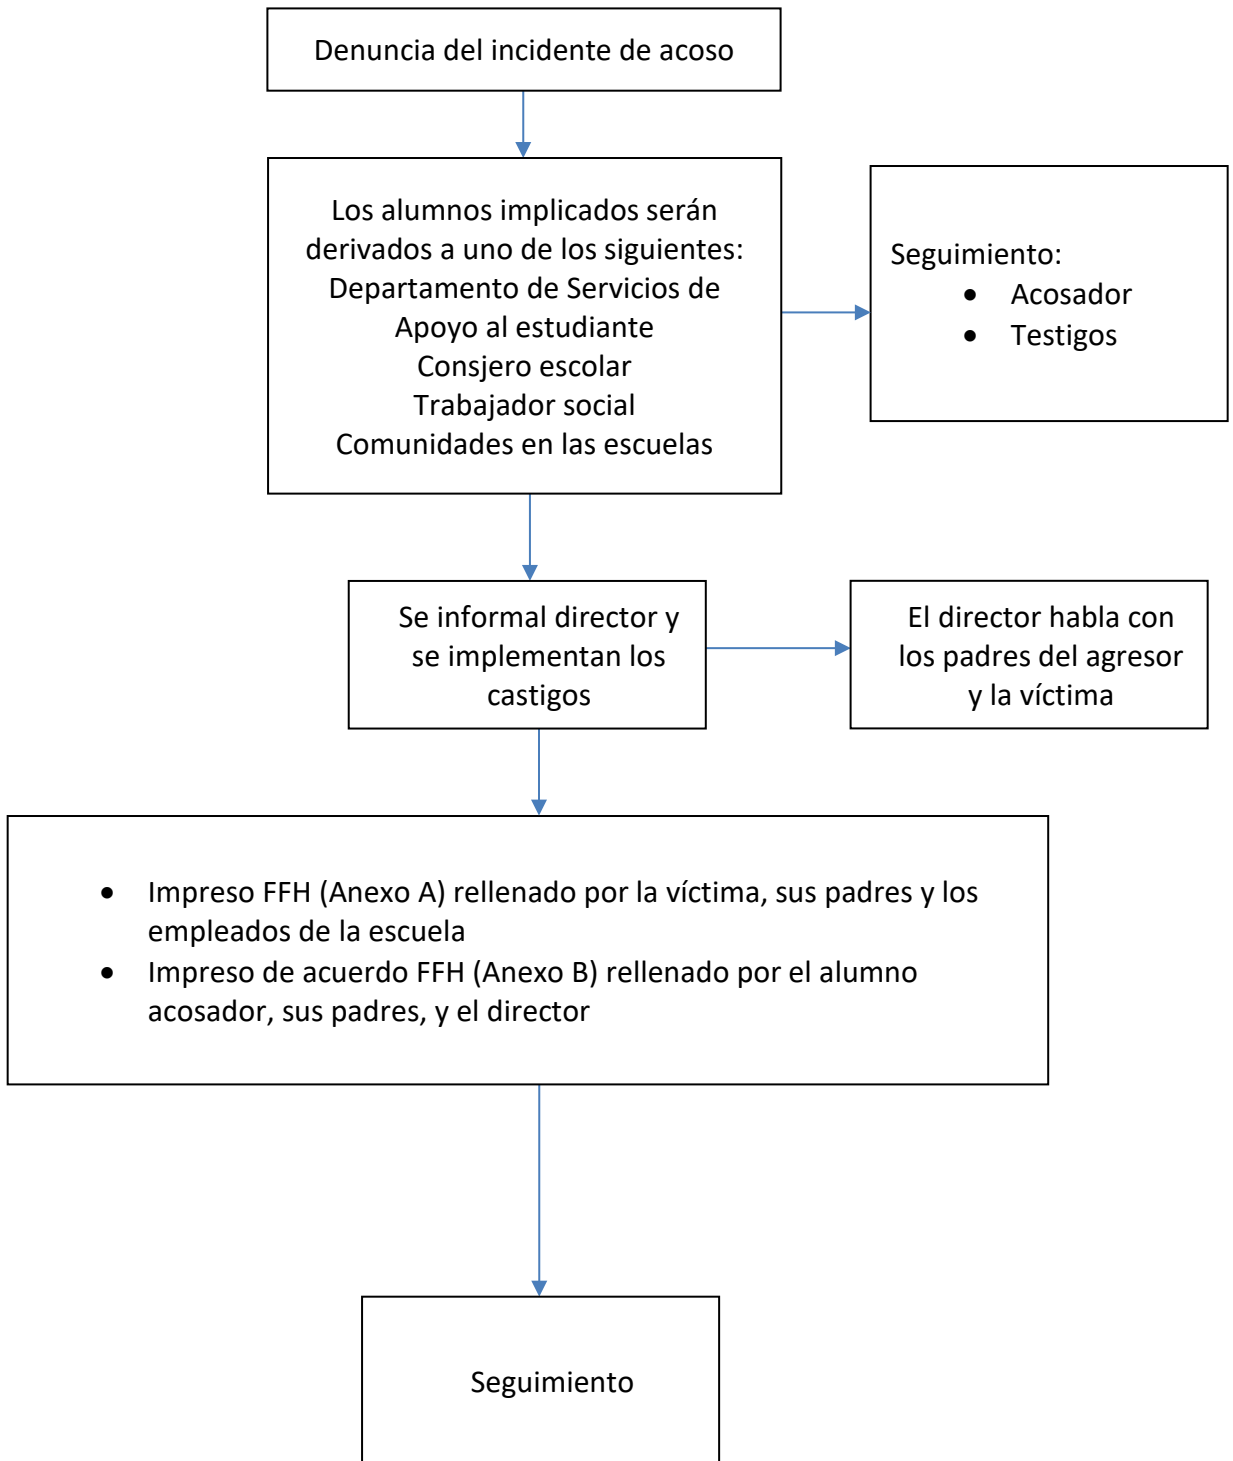 Denuncia del incidente de acoso
Los alumnos implicados serán
derivados a uno de los siguientes:
Departamento de Servicios de
Apoyo al estudiante
Consjero escolar
Trabajador social
Comunidades en las escuelas
Seguimiento:
• Acosador
• Testigos
Se informal director y
se implementan los
castigos
El director habla con
los padres del agresor
y la víctima
• Impreso FFH (Anexo A) rellenado por la víctima, sus padres y los
empleados de la escuela
• Impreso de acuerdo FFH (Anexo B) rellenado por el alumno
acosador, sus padres, y el director
Seguimiento